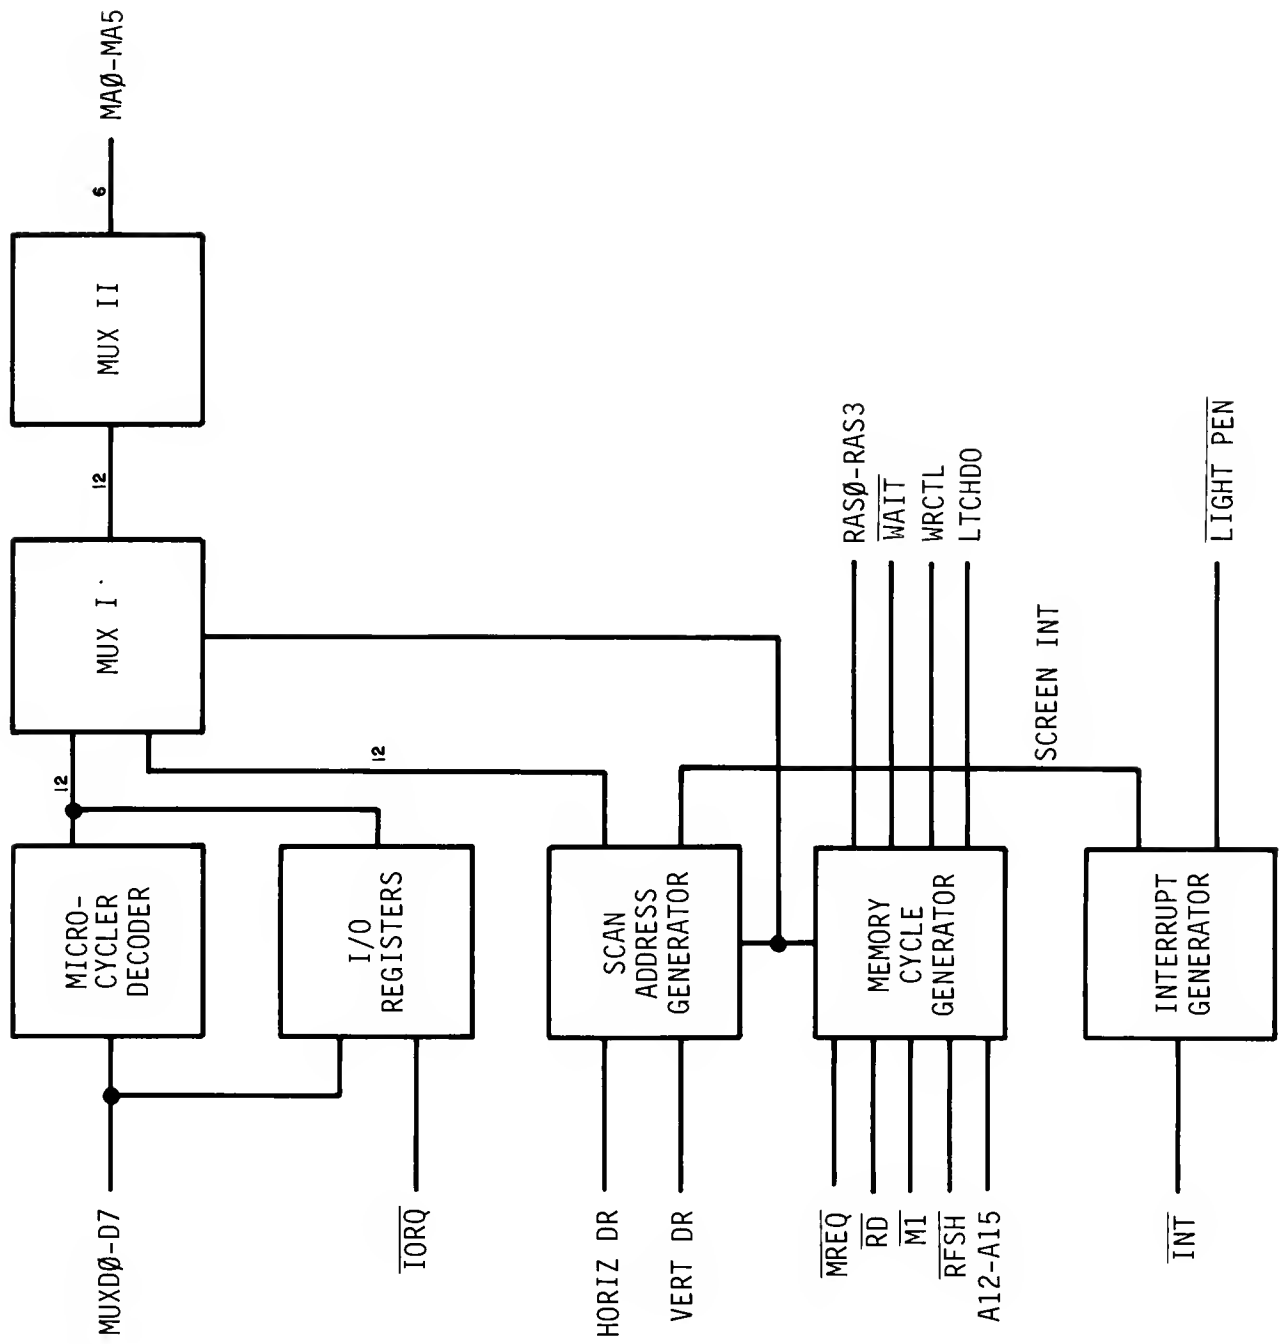 MUXDØ-D7
MICRO-
CYCLER
DECODER
12
MUX I
12
MUX II
6
MAØ-MA5
IORQ
I/O
REGISTERS
12
HORIZ DR
VERT DR
SCAN
ADDRESS
GENERATOR
MREQ
RD
M1
RFSH
A12-A15
MEMORY
CYCLE
GENERATOR
RASØ-RAS3
WAIT
WRCTL
LTCHDO
SCREEN INT
INT
INTERRUPT
GENERATOR
LIGHT PEN